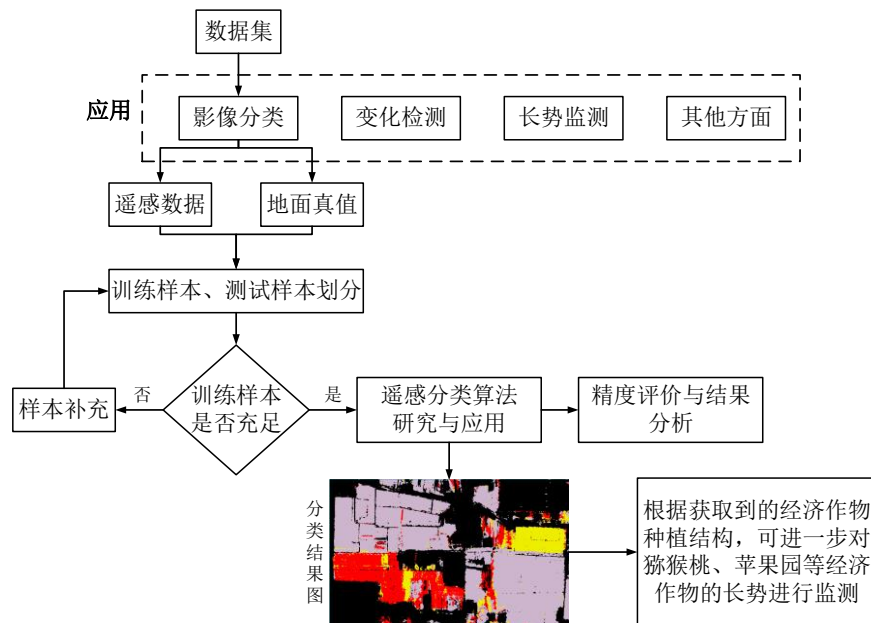 数据集
应用
影像分类
变化检测
长势监测
其他方面
遥感数据
地面真值
训练样本、测试样本划分
否
训练样本
是否充足
是
样本补充
遥感分类算法
研究与应用
精度评价与结果
分析
分类结果图
根据获取到的经济作物
种植结构，可进一步对
猕猴桃、苹果园等经济
作物的长势进行监测